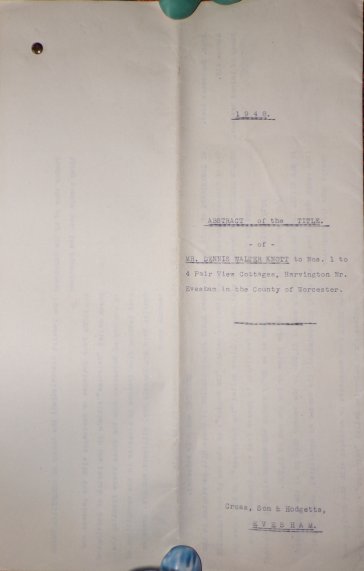 1948.
ABSTRACT of the TITLE.
- of -
MR. DENNIS WALTER KNOTT to Nos. 1 to
4 Fair View Cottages, Harvington Nr.
Evesham in the County of Worcester.
Cross, Son & Hodgetts,
EVESHAM.